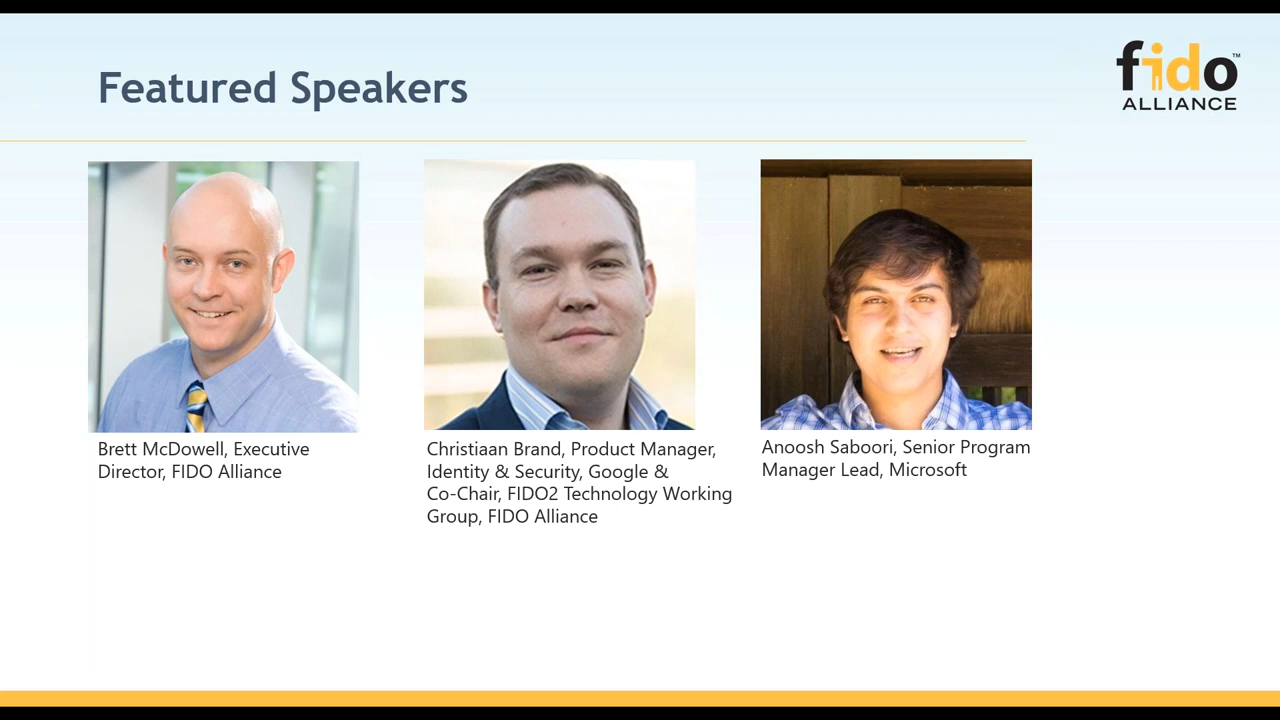 Featured Speakers
fido™
ALLIANCE
Brett McDowell, Executive
Director, FIDO Alliance
Christiaan Brand, Product Manager,
Identity & Security, Google &
Co-Chair, FIDO2 Technology Working
Group, FIDO Alliance
Anoosh Saboori, Senior Program
Manager Lead, Microsoft